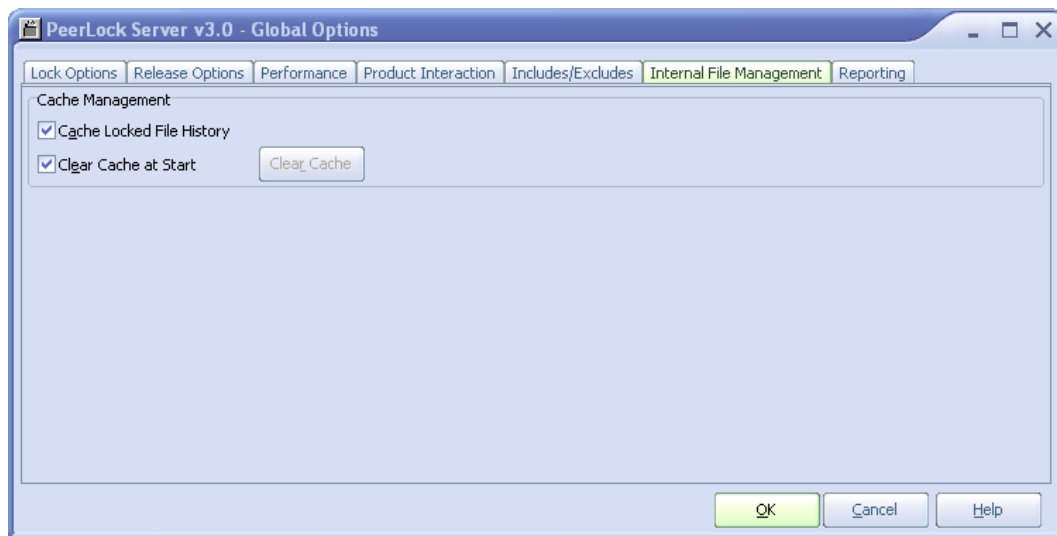 PeerLock Server v3.0 - Global Options
Lock Options Release Options Performance Product Interaction Includes/Excludes Internal File Management Reporting
Cache Management
Cache Locked File History
Clear Cache at Start Clear Cache
OK Cancel Help